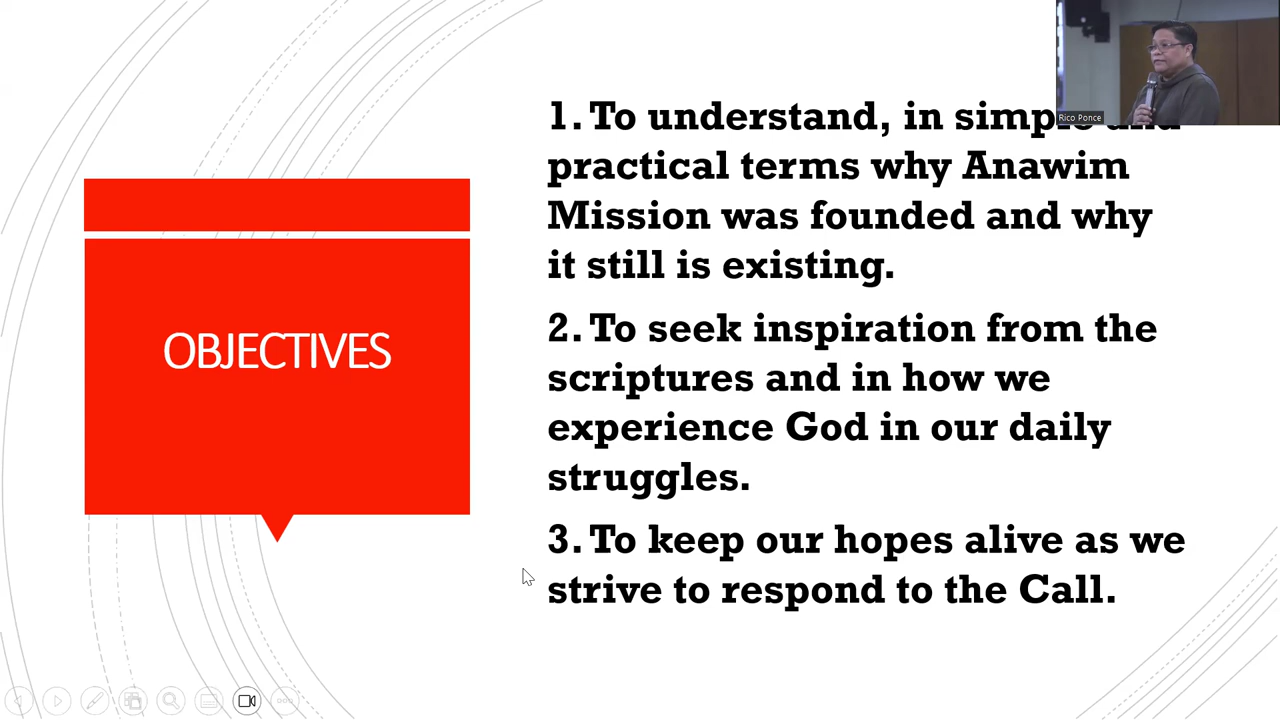 Rico Ponce
OBJECTIVES
1. To understand, in simple and
practical terms why Anawim
Mission was founded and why
it still is existing.
2. To seek inspiration from the
scriptures and in how we
experience God in our daily
struggles.
3. To keep our hopes alive as we
strive to respond to the Call.